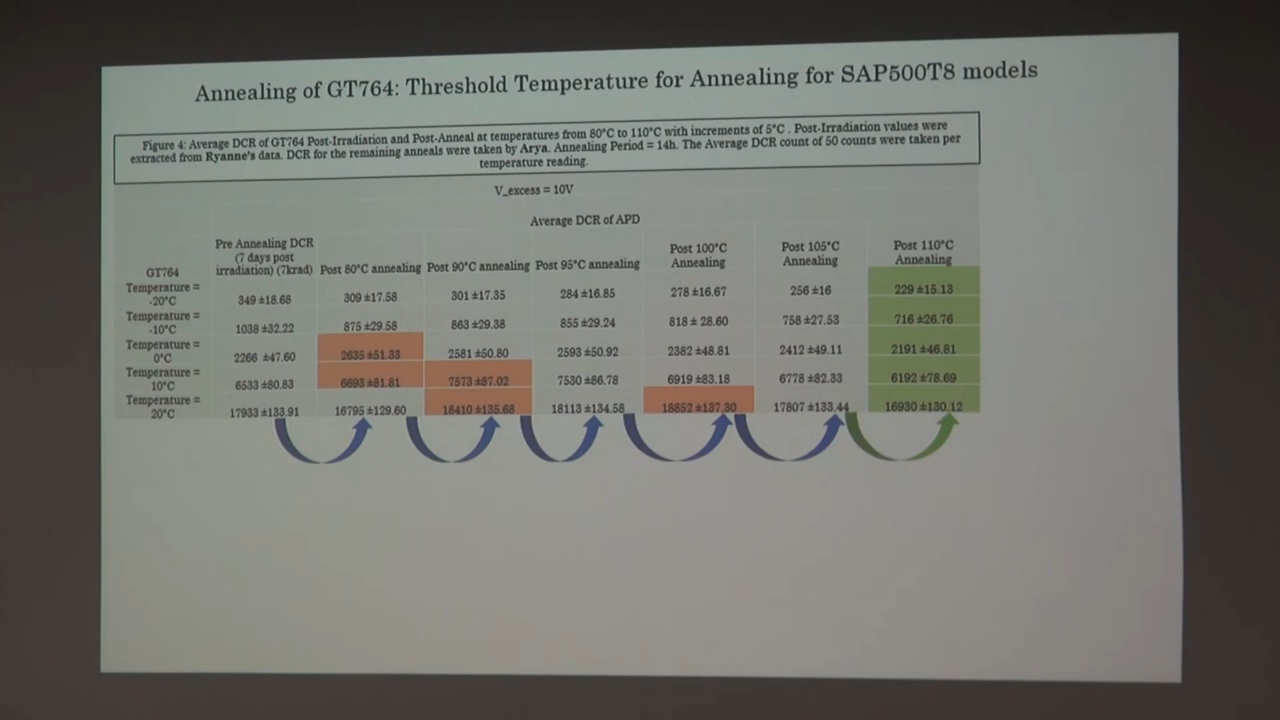 Annealing of GT764: Threshold Temperature for Annealing for SAP500T8 models
Figure 4: Average DCR of GT764 Post-Irradiation and Post-Anneal at temperatures from 80°C to 110°C with increments of 5°C . Post-Irradiation values were
extracted from Ryanne's data. DCR for the remaining anneals were taken by Arya. Annealing Period = 14h. The Average DCR count of 50 counts were taken per
temperature reading.
V_excess = 10V
Average DCR of APD
GT764 Pre Annealing DCR (7 days post irradiation) (7krad) Post 80°C annealing Post 90°C annealing Post 95°C annealing Post 100°C Annealing Post 105°C Annealing Post 110°C Annealing
Temperature = -20°C 349 ±18.68 309 ±17.58 301 ±17.35 284 ±16.85 278 ±16.67 256 ±16 229 ±15.13
Temperature = -10°C 1038 ±32.22 875 ±29.58 863 ±29.38 855 ±29.24 818 ± 28.60 758 ±27.53 716 ±26.76
Temperature = 0°C 2266 ±47.60 2635 ±51.33 2581 ±50.80 2593 ±50.92 2382 ±48.81 2412 ±49.11 2191 ±46.81
Temperature = 10°C 6533 ±80.83 6693 ±81.81 7573 ±87.02 7530 ±86.78 6919 ±83.18 6778 ±82.33 6192 ±78.69
Temperature = 20°C 17933 ±133.91 16795 ±129.60 18410 ±135.68 18113 ±134.58 18852 ±137.30 17807 ±133.44 16930 ±130.12